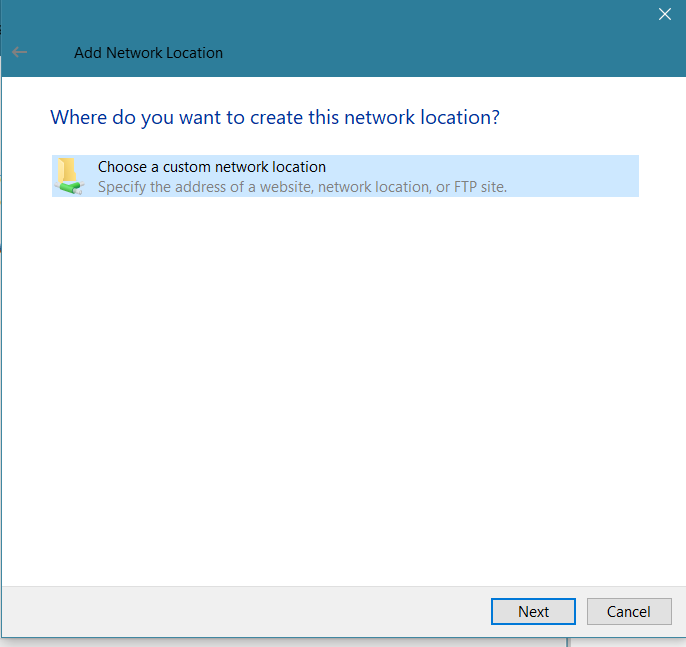 Add Network Location
Where do you want to create this network location?
Choose a custom network location
Specify the address of a website, network location, or FTP site.
Next
Cancel